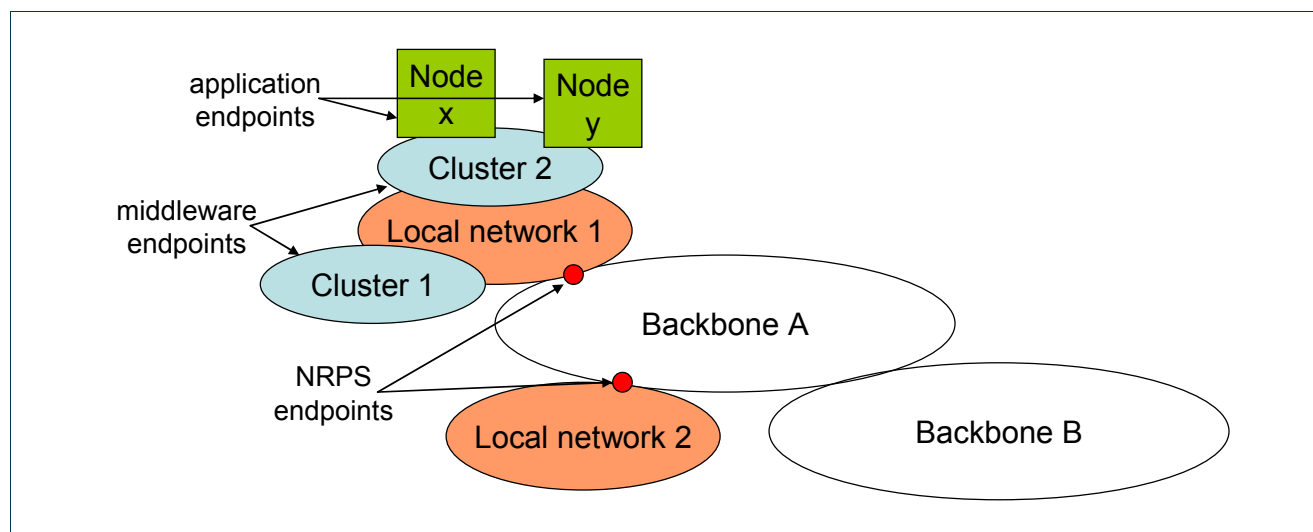 application
endpoints
Node
x
Node
y
Cluster 2
middleware
endpoints
Local network 1
Cluster 1
Backbone A
NRPS
endpoints
Local network 2
Backbone B